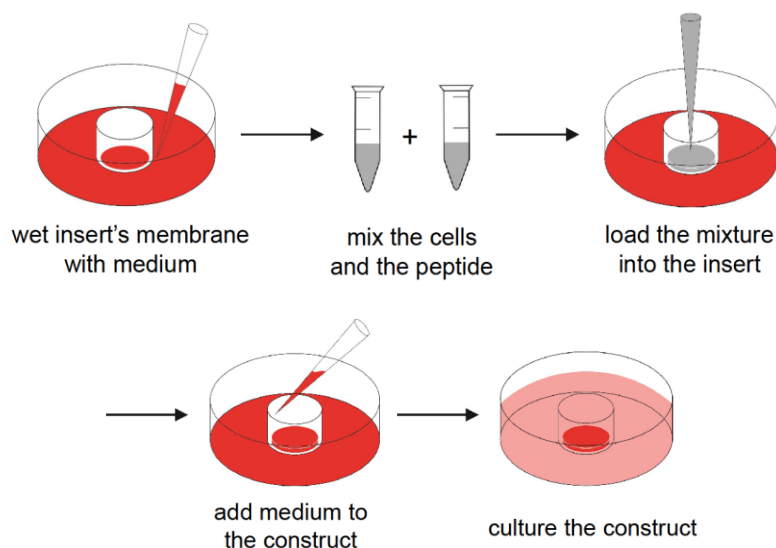 wet insert's membrane
with medium
+
mix the cells
and the peptide
load the mixture
into the insert
add medium to
the construct
culture the construct